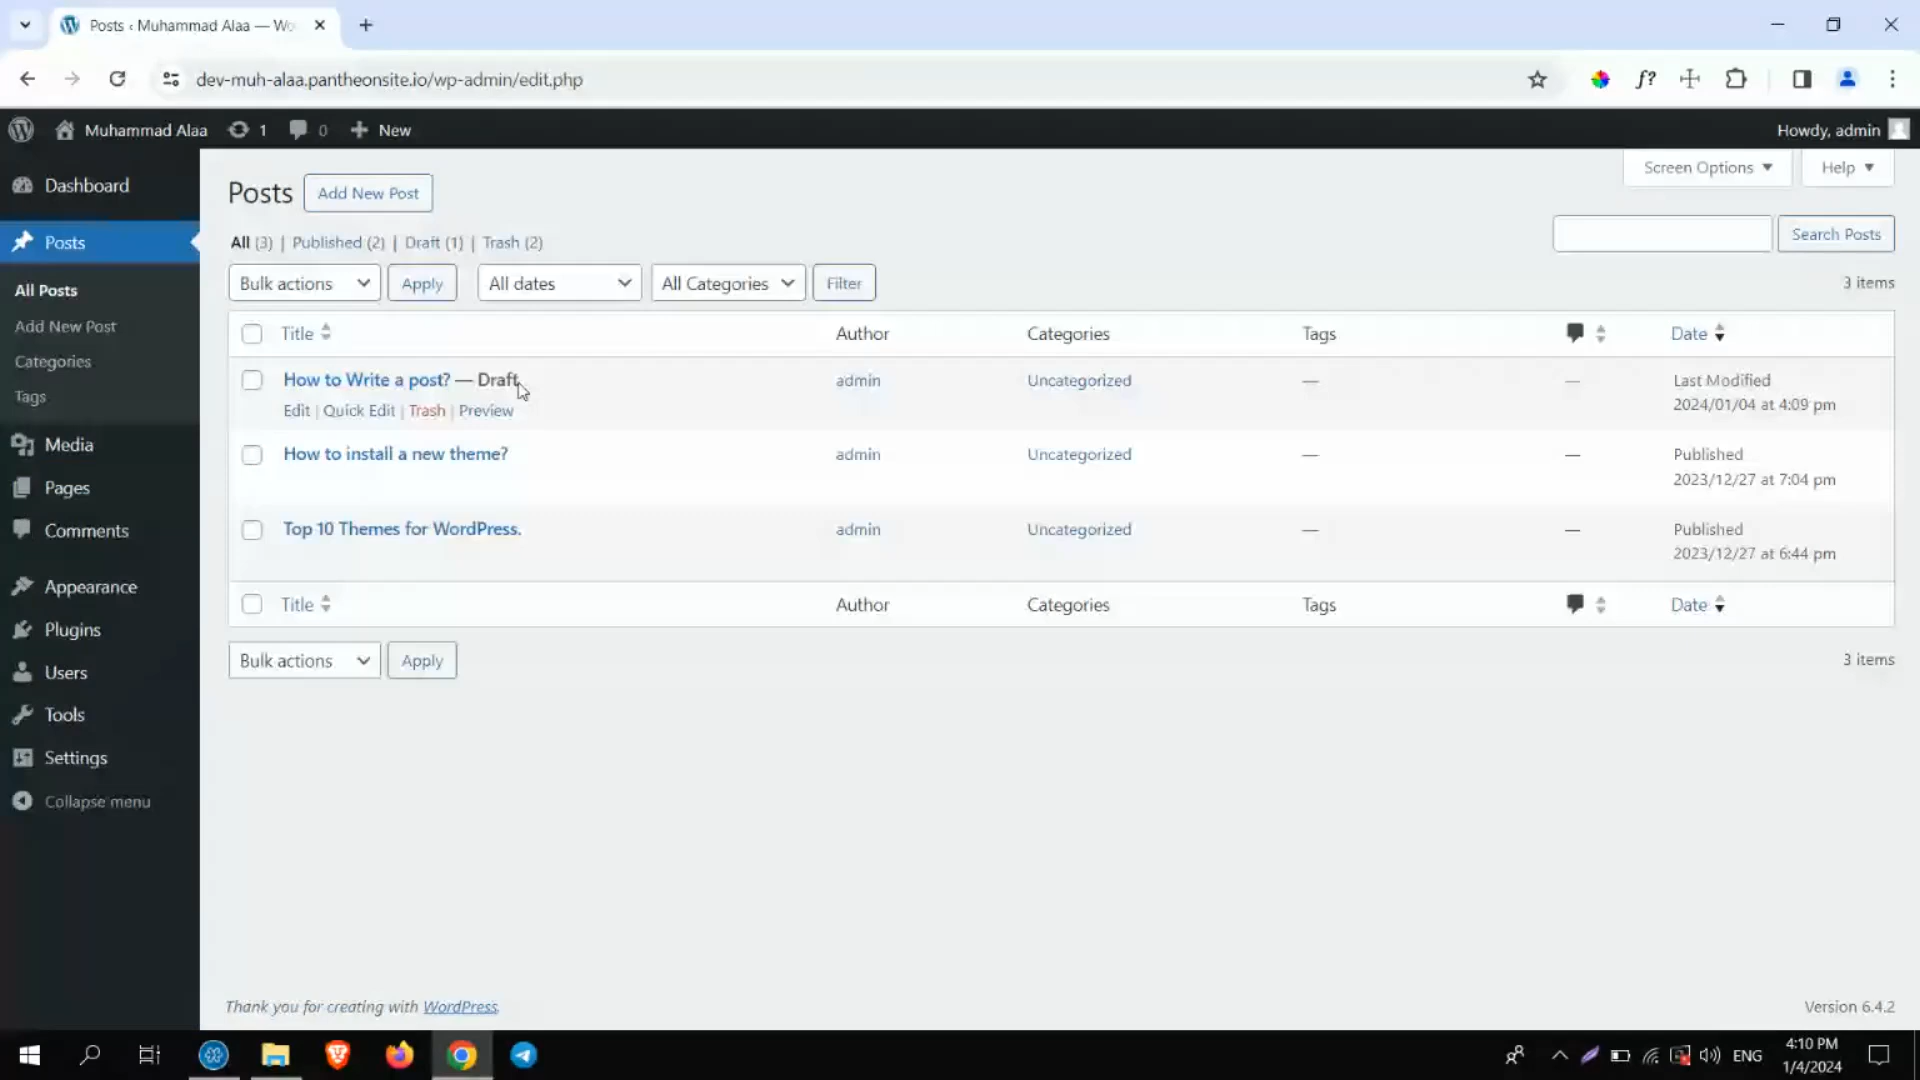 Posts ‹ Muhammad Alaa — Wo
dev-muh-alaa.pantheonsite.io/wp-admin/edit.php
f?
Muhammad Alaa 1 0 New
Howdy, admin
Dashboard
Posts
All Posts
Add New Post
Categories
Tags
Media
Pages
Comments
Appearance
Plugins
Users
Tools
Settings
Collapse menu
Screen Options Help
Posts Add New Post
All (3) | Published (2) | Draft (1) | Trash (2)
Search Posts
Bulk actions Apply All dates All Categories Filter
3 items
Title Author Categories Tags Date
How to Write a post? — Draft admin Uncategorized — — Last Modified
2024/01/04 at 4:09 pm
Edit | Quick Edit | Trash | Preview
How to install a new theme? admin Uncategorized — — Published
2023/12/27 at 7:04 pm
Top 10 Themes for WordPress. admin Uncategorized — — Published
2023/12/27 at 6:44 pm
Title Author Categories Tags Date
Bulk actions Apply
3 items
Thank you for creating with WordPress.
Version 6.4.2
ENG
4:10 PM
1/4/2024